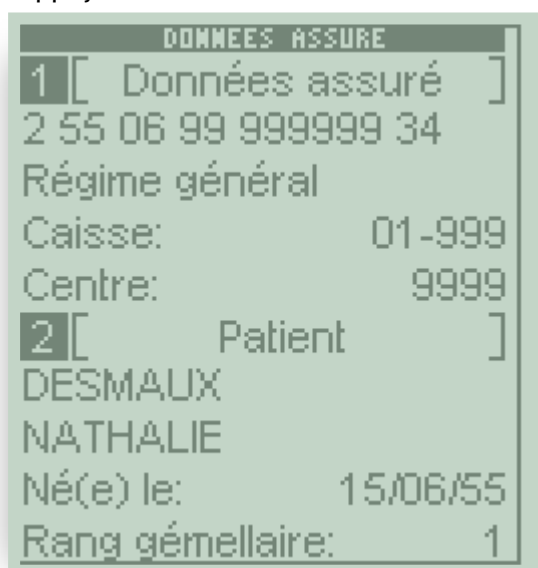 DONNEES ASSURE
1 [ Données assuré ]
2 55 06 99 999999 34
Régime général
Caisse: 01-999
Centre: 9999
2 [ Patient ]
DESMAUX
NATHALIE
Né(e) le: 15/06/55
Rang gémellaire: 1